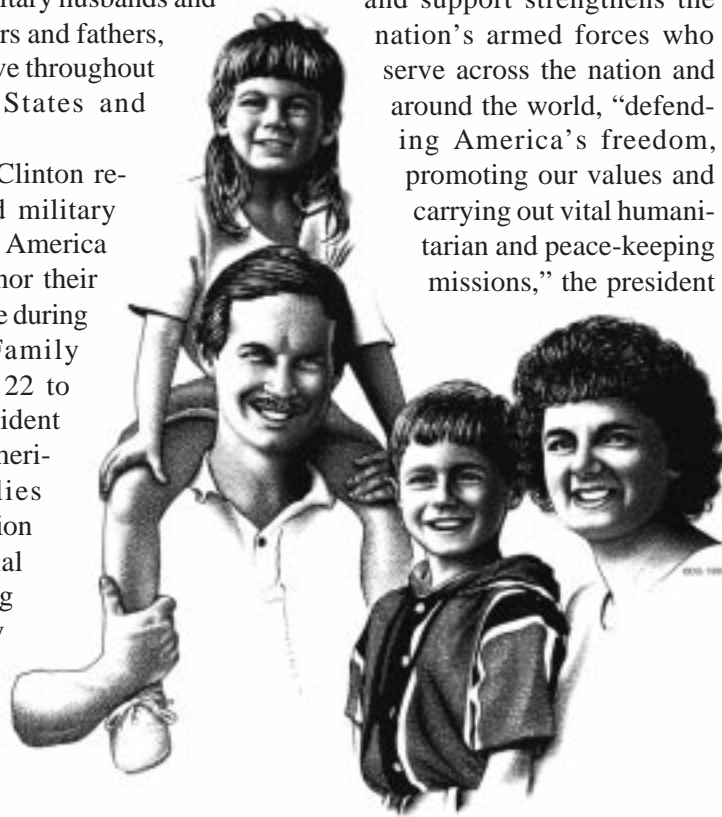 itary husbands and
rs and fathers,
ve throughout
States and
Clinton re-
d military
America
nor their
e during
Family
22 to
ident
meri-
lies
ion
al
g
and support strengthens the
nation's armed forces who
serve across the nation and
around the world, “defend-
ing America's freedom,
promoting our values and
carrying out vital humani-
tarian and peace-keeping
missions,” the president